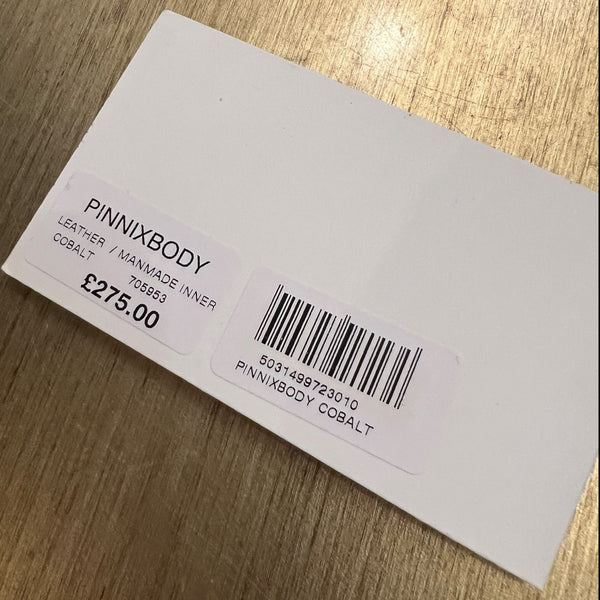 PINNIXBODY
LEATHER / MANMADE INNER
COBALT 705953
£275.00
5031499723010
PINNIXBODY COBALT